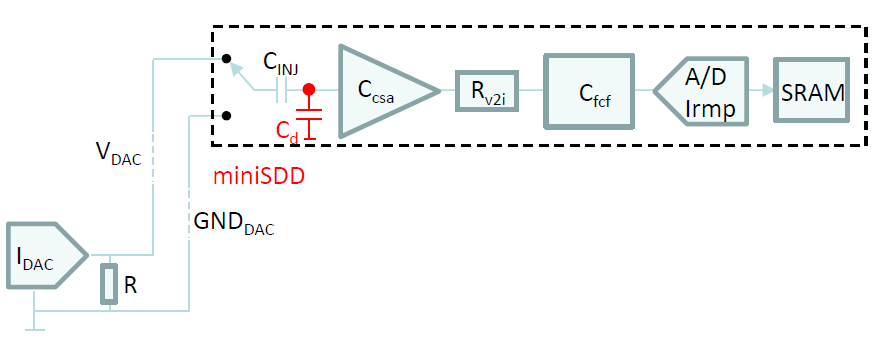 C_INJ
C_csa
R_v2i
C_fcf
A/D
Irmp
SRAM
C_d
V_DAC
miniSDD
GND_DAC
I_DAC
R